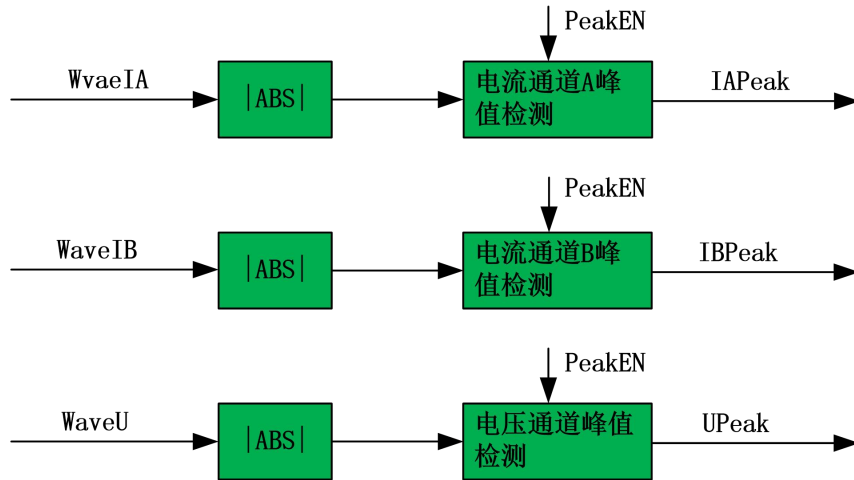 PeakEN
WvaeIA
|ABS|
电流通道A峰
值检测
IAPeak
PeakEN
WaveIB
|ABS|
电流通道B峰
值检测
IBPeak
PeakEN
WaveU
|ABS|
电压通道峰值
检测
UPeak